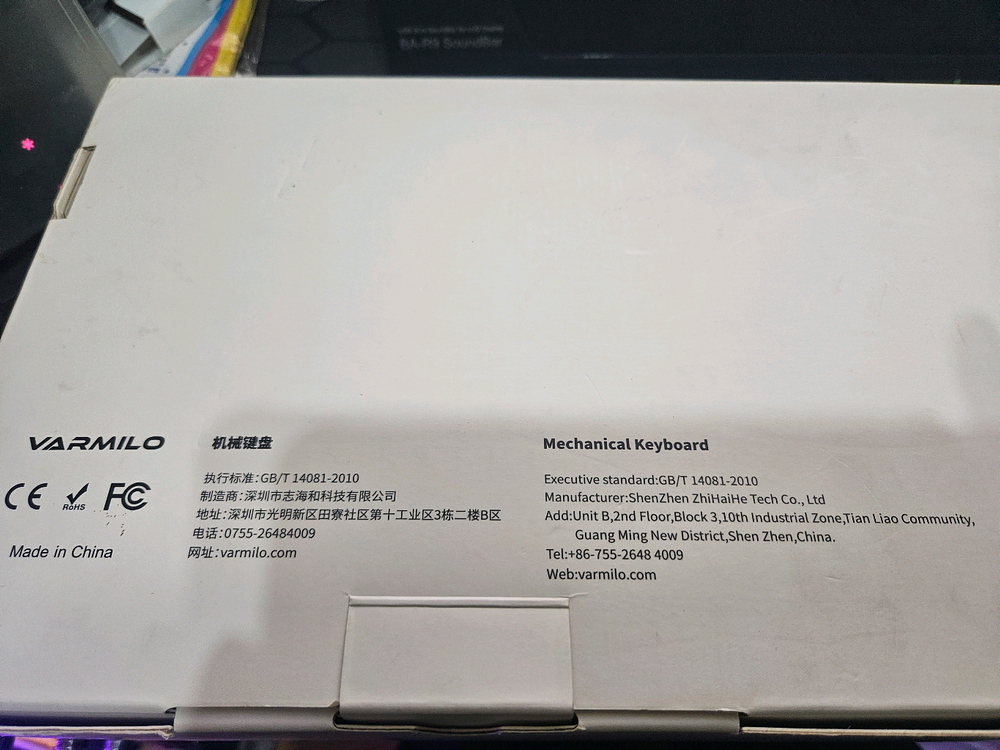 BA-R9 SoundBar
VARMILO
CE RoHS FC
Made in China
机械键盘
执行标准:GB/T 14081-2010
制造商:深圳市志海和科技有限公司
地址:深圳市光明新区田寮社区第十工业区3栋二楼B区
电话:0755-26484009
网址:varmilo.com
Mechanical Keyboard
Executive standard:GB/T 14081-2010
Manufacturer:ShenZhen ZhiHaiHe Tech Co., Ltd
Add:Unit B,2nd Floor,Block 3,10th Industrial Zone,Tian Liao Community,
Guang Ming New District,Shen Zhen,China.
Tel:+86-755-2648 4009
Web:varmilo.com